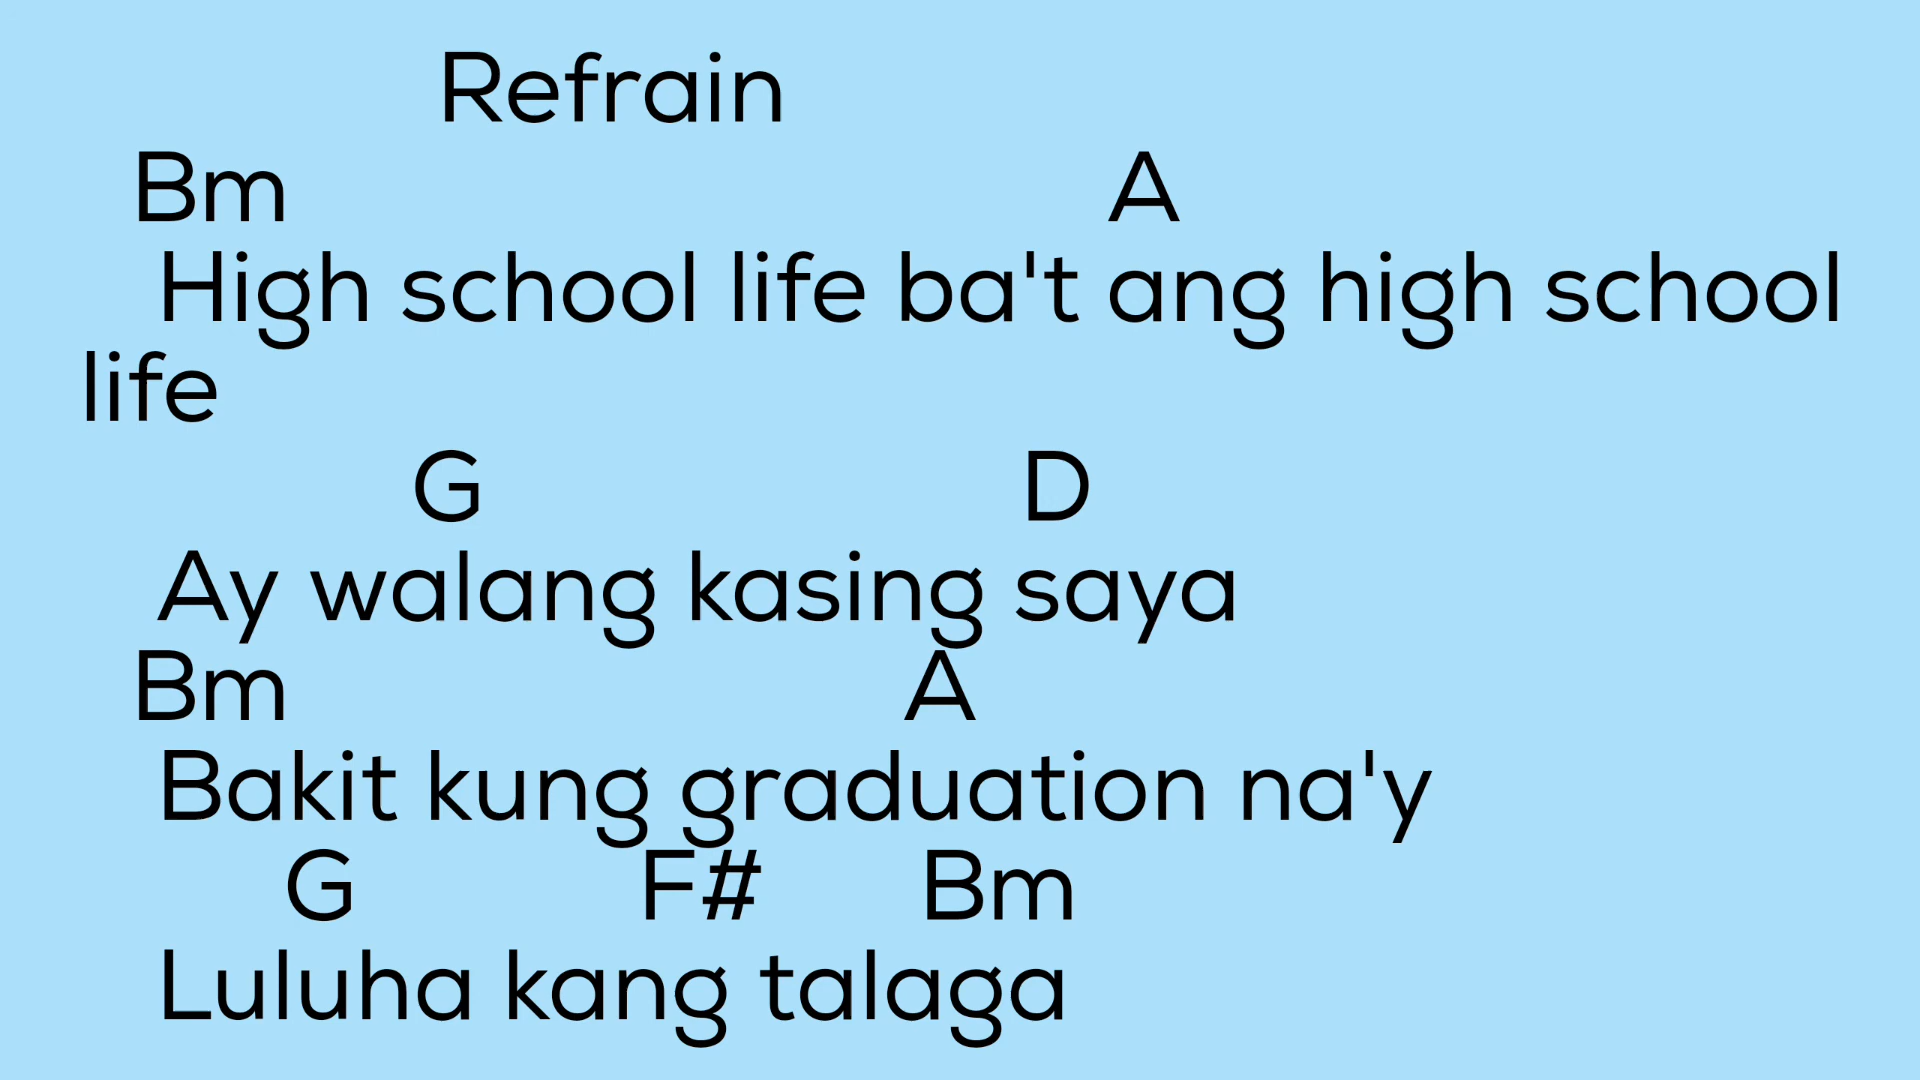 Refrain
Bm A
High school life ba't ang high school
life
G D
Ay walang kasing saya
Bm A
Bakit kung graduation na'y
G F# Bm
Luluha kang talaga